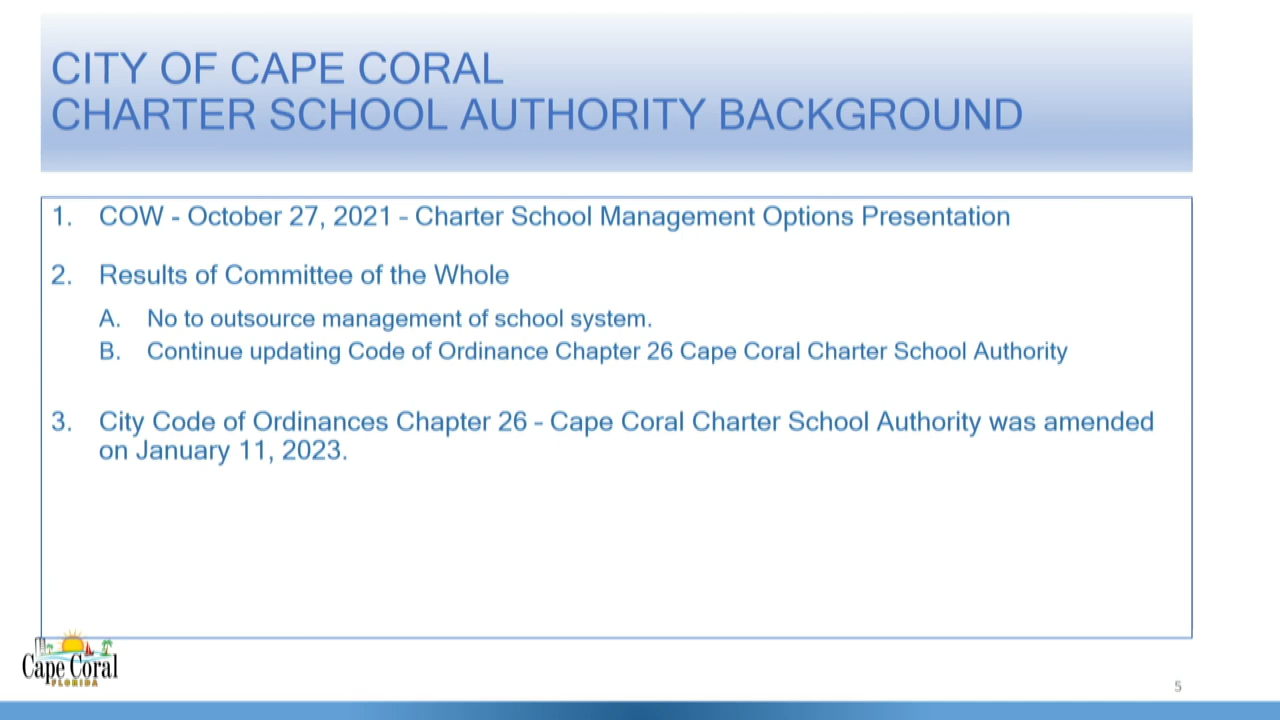 CITY OF CAPE CORAL
CHARTER SCHOOL AUTHORITY BACKGROUND
1. COW - October 27, 2021 - Charter School Management Options Presentation
2. Results of Committee of the Whole
A. No to outsource management of school system.
B. Continue updating Code of Ordinance Chapter 26 Cape Coral Charter School Authority
3. City Code of Ordinances Chapter 26 - Cape Coral Charter School Authority was amended
on January 11, 2023.
Cape Coral
FLORIDA
5